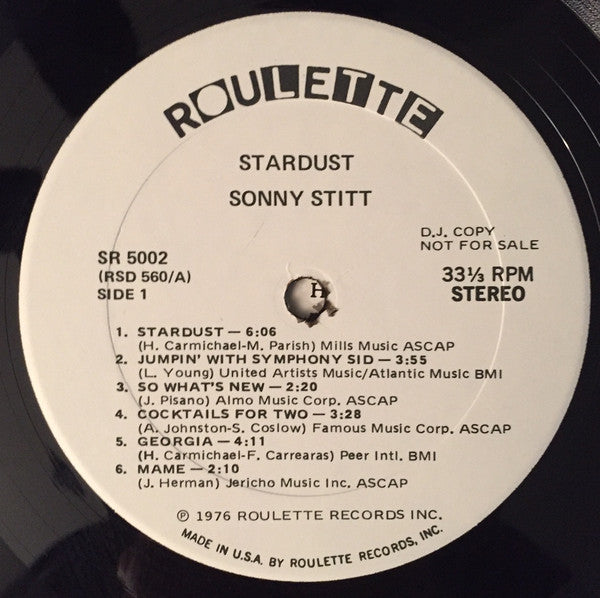 ROULETTE
STARDUST
SONNY STITT
D.J. COPY
NOT FOR SALE
SR 5002
(RSD 560/A)
SIDE 1
33⅓ RPM
STEREO
H
1. STARDUST — 6:06
(H. Carmichael-M. Parish) Mills Music ASCAP
2. JUMPIN' WITH SYMPHONY SID — 3:55
(L. Young) United Artists Music/Atlantic Music BMI
3. SO WHAT'S NEW — 2:20
(J. Pisano) Almo Music Corp. ASCAP
4. COCKTAILS FOR TWO — 3:28
(A. Johnston-S. Coslow) Famous Music Corp. ASCAP
5. GEORGIA — 4:11
(H. Carmichael-F. Carrearas) Peer Intl. BMI
6. MAME — 2:10
(J. Herman) Jericho Music Inc. ASCAP
℗ 1976 ROULETTE RECORDS INC.
MADE IN U.S.A. BY ROULETTE RECORDS, INC.